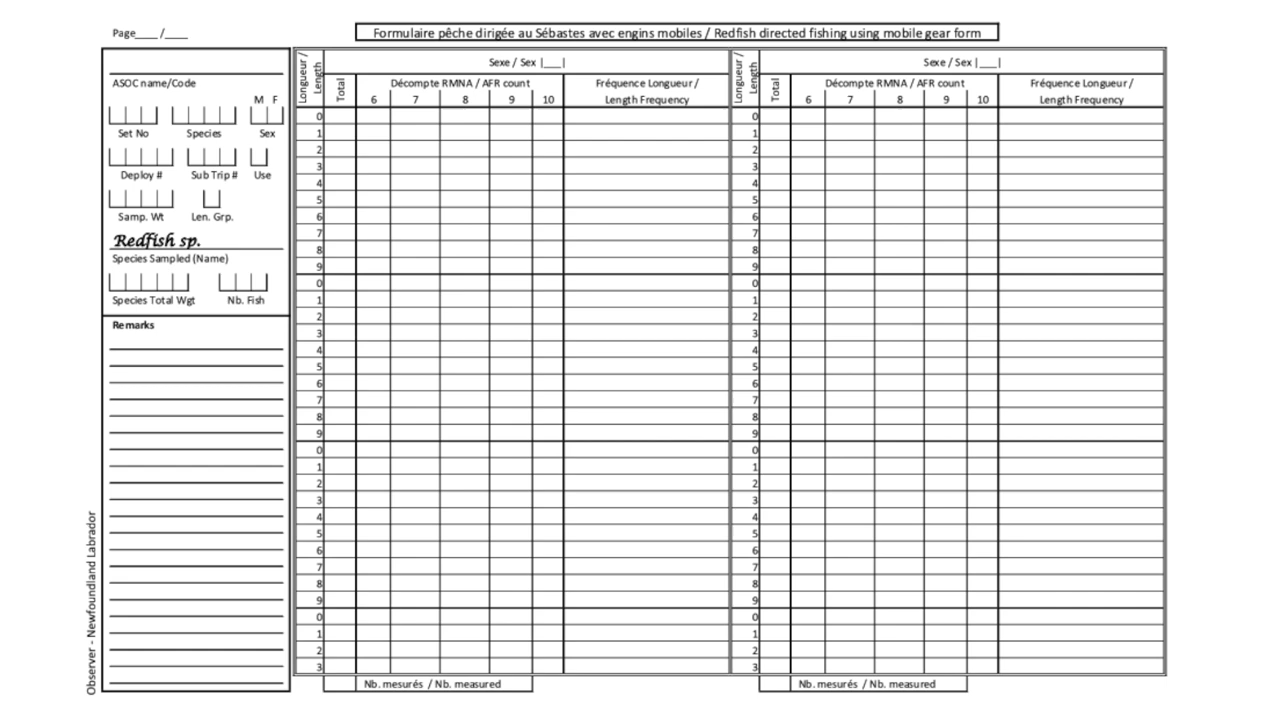 Page____ /____
Formulaire pêche dirigée au Sébastes avec engins mobiles / Redfish directed fishing using mobile gear form
ASOC name/Code
M F
Set No Species Sex
Deploy # Sub Trip # Use
Samp. Wt Len. Grp.
Redfish sp.
Species Sampled (Name)
Species Total Wgt Nb. Fish
Remarks
Observer - Newfoundland Labrador
Longueur / Length
Total
Sexe / Sex |___|
Décompte RMNA / AFR count
6 7 8 9 10
Fréquence Longueur /
Length Frequency
0
1
2
3
4
5
6
7
8
9
0
1
2
3
4
5
6
7
8
9
0
1
2
3
4
5
6
7
8
9
0
1
2
3
Nb. mesurés / Nb. measured
Longueur / Length
Total
Sexe / Sex |___|
Décompte RMNA / AFR count
6 7 8 9 10
Fréquence Longueur /
Length Frequency
0
1
2
3
4
5
6
7
8
9
0
1
2
3
4
5
6
7
8
9
0
1
2
3
4
5
6
7
8
9
0
1
2
3
Nb. mesurés / Nb. measured